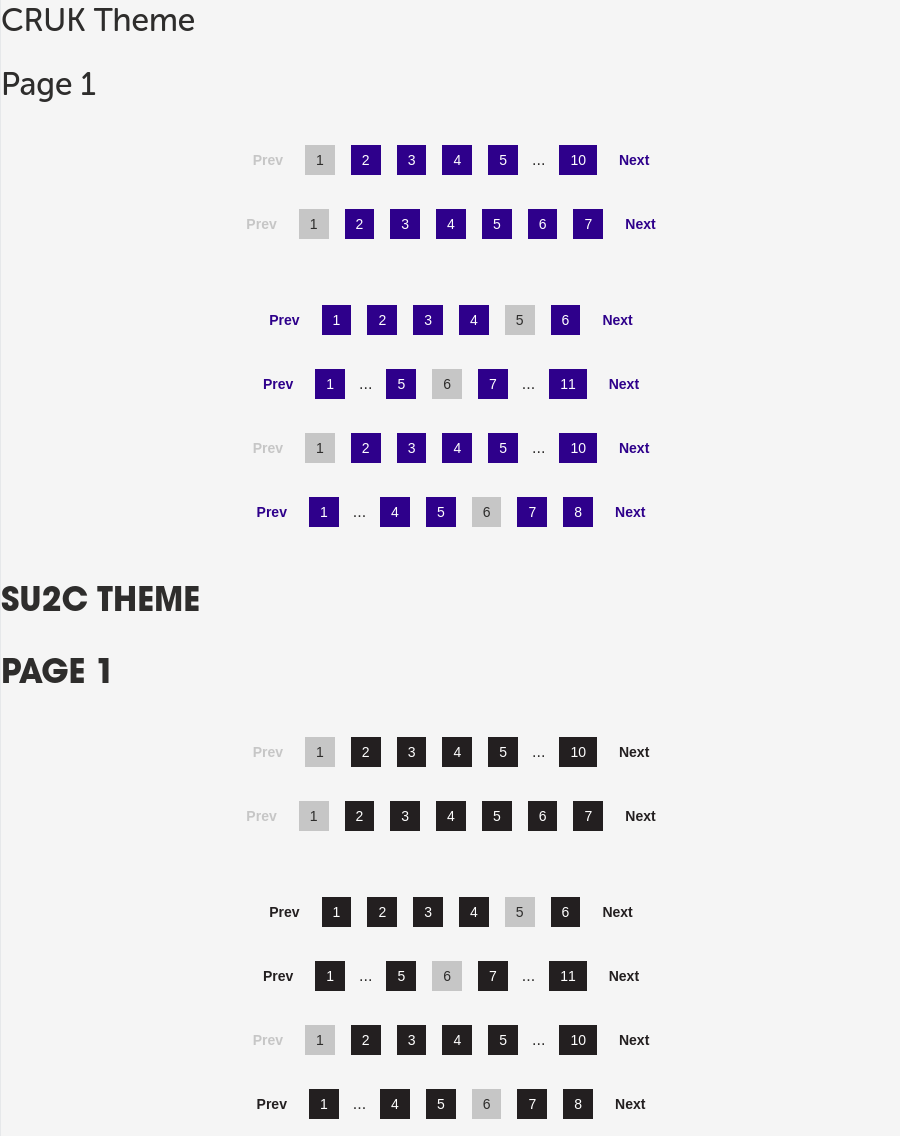 CRUK Theme
Page 1
Prev 1 2 3 4 5 ... 10 Next
Prev 1 2 3 4 5 6 7 Next
Prev 1 2 3 4 5 6 Next
Prev 1 ... 5 6 7 ... 11 Next
Prev 1 2 3 4 5 ... 10 Next
Prev 1 ... 4 5 6 7 8 Next
SU2C THEME
PAGE 1
Prev 1 2 3 4 5 ... 10 Next
Prev 1 2 3 4 5 6 7 Next
Prev 1 2 3 4 5 6 Next
Prev 1 ... 5 6 7 ... 11 Next
Prev 1 2 3 4 5 ... 10 Next
Prev 1 ... 4 5 6 7 8 Next